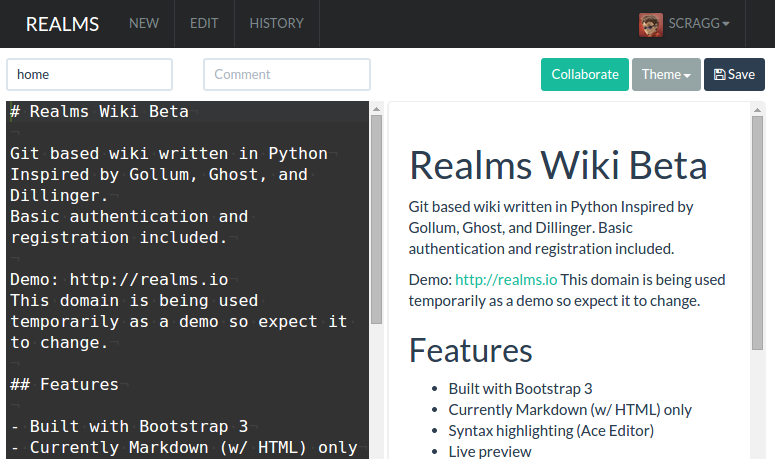 REALMS NEW EDIT HISTORY SCRAGG
home Comment Collaborate Theme Save
# Realms Wiki Beta
Git based wiki written in Python
Inspired by Gollum, Ghost, and
Dillinger.
Basic authentication and
registration included.
Demo: http://realms.io
This domain is being used
temporarily as a demo so expect it
to change.
## Features
- Built with Bootstrap 3
- Currently Markdown (w/ HTML) only
Realms Wiki Beta
Git based wiki written in Python Inspired by
Gollum, Ghost, and Dillinger. Basic
authentication and registration included.
Demo: http://realms.io This domain is being used
temporarily as a demo so expect it to change.
Features
• Built with Bootstrap 3
• Currently Markdown (w/ HTML) only
• Syntax highlighting (Ace Editor)
• Live preview